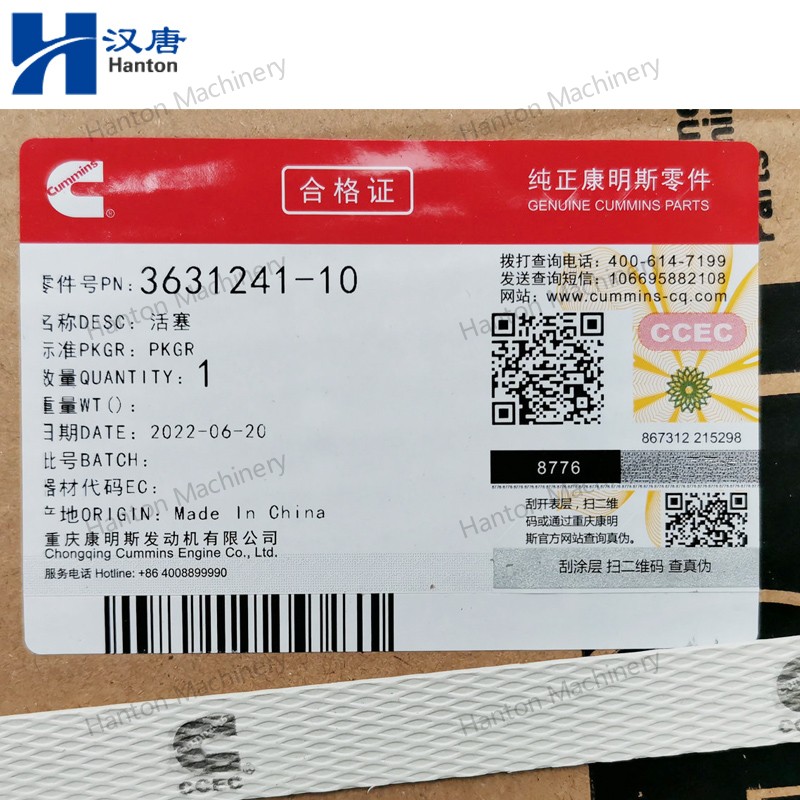 汉唐
Hanton
Hanton Machinery
Hanton Machinery
Cummins
合格证
纯正康明斯零件
GENUINE CUMMINS PARTS
零件号PN: 3631241-10
名称DESC: 活塞
标准PKGR: PKGR
数量QUANTITY: 1
重量WT():
日期DATE: 2022-06-20
批号BATCH:
器材代码EC:
产地ORIGIN: Made In China
重庆康明斯发动机有限公司
Chongqing Cummins Engine Co., Ltd.
服务电话 Hotline: +86 4008899990
拨打查询电话: 400-614-7199
发送查询短信: 106695882108
网站: www.cummins-cq.com
CCEC
867312 215298
8776
刮开表层，扫二维
码或通过重庆康明
斯官方网站查询真伪。
刮涂层 扫二维码 查真伪
Hanton Machinery
Hanton Machinery
Hanton Machinery
Hanton Machinery
Hanton Machinery
Hanton Machinery
Cummins
CCEC